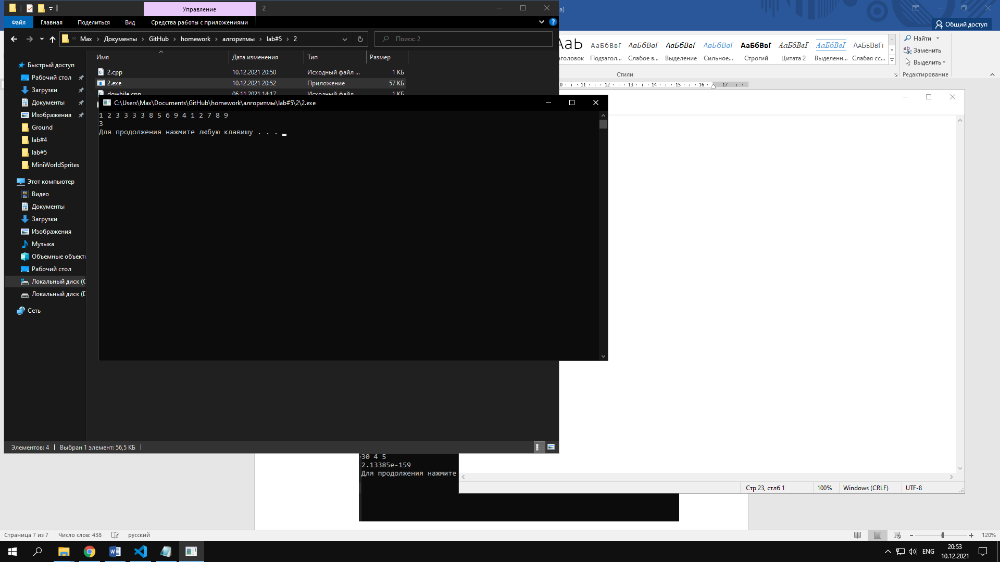 Управление
2
а)
Файл Главная Поделиться Вид Средства работы с приложениями
Общий доступ
« Max › Документы › GitHub › homework › алгоритмы › lab#5 › 2
Поиск: 2
Имя Дата изменения Тип Размер
2.cpp 10.12.2021 20:50 Исходный файл ... 1 КБ
2.exe 10.12.2021 20:52 Приложение 57 КБ
dowhile.cpp 06.11.2021 14:17 Исходный файл 1 КБ
Быстрый доступ
Рабочий стол
Загрузки
Документы
Изображения
Ground
lab#4
lab#5
MiniWorldSprites
Этот компьютер
Видео
Документы
Загрузки
Изображения
Музыка
Объемные объект
Рабочий стол
Локальный диск (C
Локальный диск (D
Сеть
Элементов: 4 Выбран 1 элемент: 56,5 КБ
C:\Users\Max\Documents\GitHub\homework\алгоритмы\lab#5\2\2.exe
1 2 3 3 3 3 8 5 6 9 4 1 2 7 8 9
3
Для продолжения нажмите любую клавишу . . .
АаЬ АаБбВвГ АаБбВвГ АаБбВвГ АаБбВвГ АаБбВвГ АаБбВвГ АаБбВвГ АаБбВвГг
аголовок Подзагол... Слабое в... Выделение Сильное... Строгий Цитата 2 Выделенн... Слабая сс...
Стили
Найти
Заменить
Выделить
Редактирование
11 12 13 14 15 16 17
30 4 5
2.13385e-159
Для продолжения нажмите
Стр 23, стлб 1 100% Windows (CRLF) UTF-8
Страница 7 из 7 Число слов: 438 русский 120%
ENG
20:53
10.12.2021